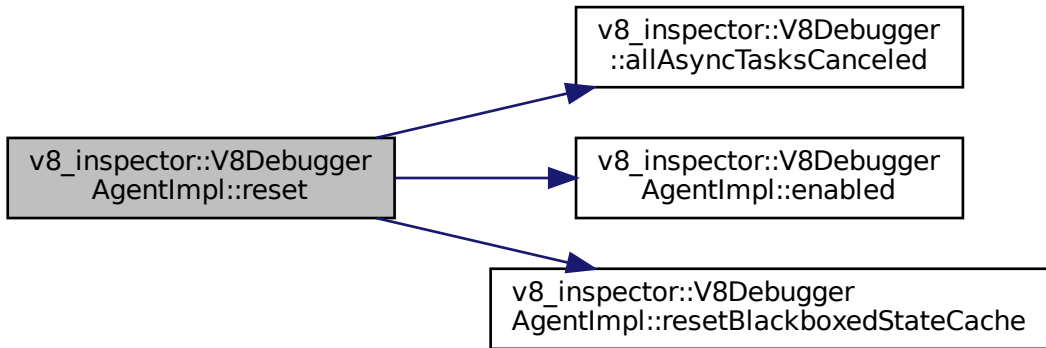 v8_inspector::V8Debugger
AgentImpl::reset
v8_inspector::V8Debugger
::allAsyncTasksCanceled
v8_inspector::V8Debugger
AgentImpl::enabled
v8_inspector::V8Debugger
AgentImpl::resetBlackboxedStateCache